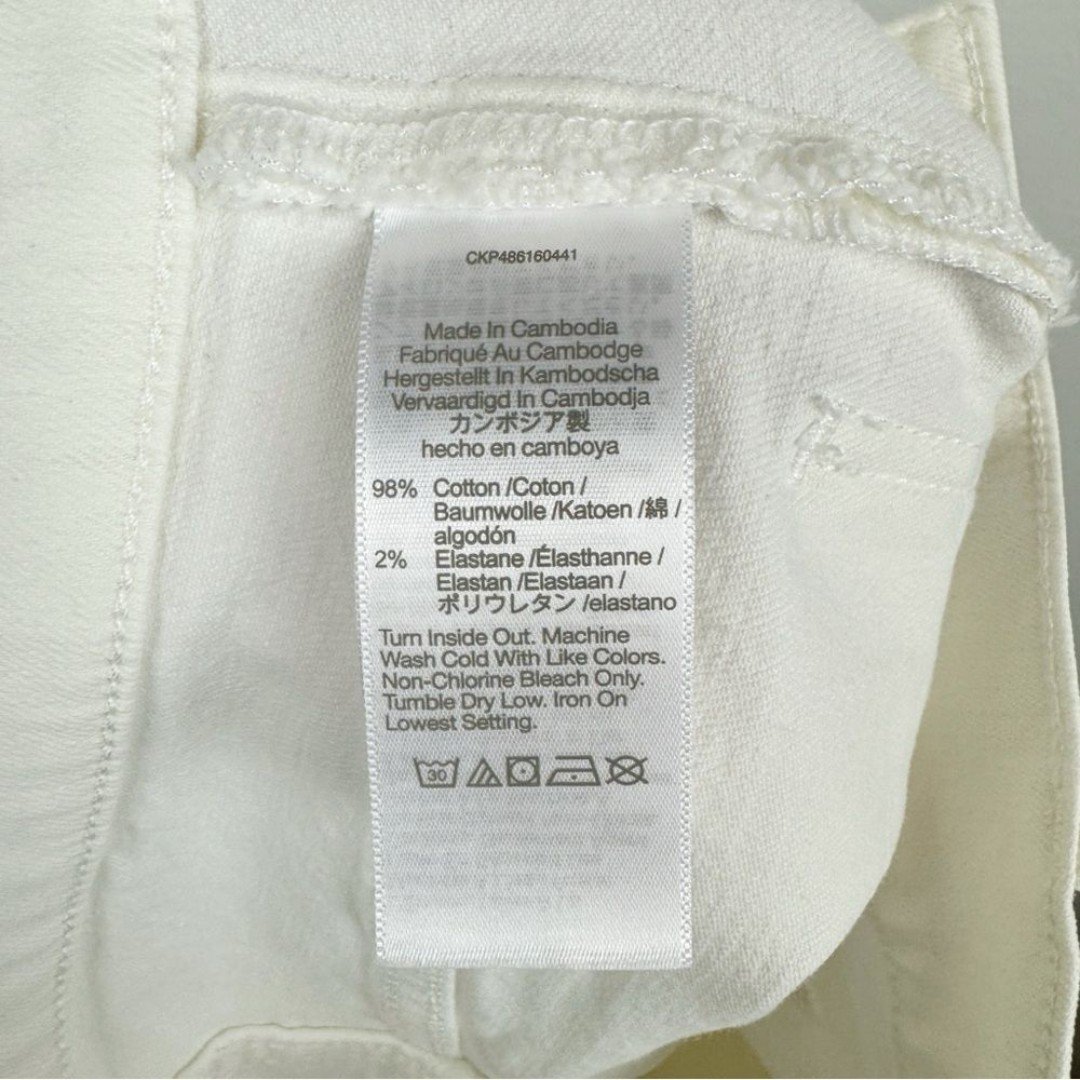 CKP486160441
Made In Cambodia
Fabriqué Au Cambodge
Hergestellt In Kambodscha
Vervaardigd In Cambodja
カンボジア製
hecho en camboya
98% Cotton /Coton /
Baumwolle /Katoen /綿 /
algodón
2% Elastane /Élasthanne /
Elastan /Elastaan /
ポリウレタン /elastano
Turn Inside Out. Machine
Wash Cold With Like Colors.
Non-Chlorine Bleach Only.
Tumble Dry Low. Iron On
Lowest Setting.
30